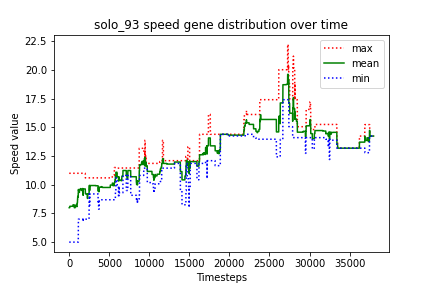 solo_93 speed gene distribution over time
max
mean
min
Speed value
22.5
20.0
17.5
15.0
12.5
10.0
7.5
5.0
0 5000 10000 15000 20000 25000 30000 35000
Timesteps